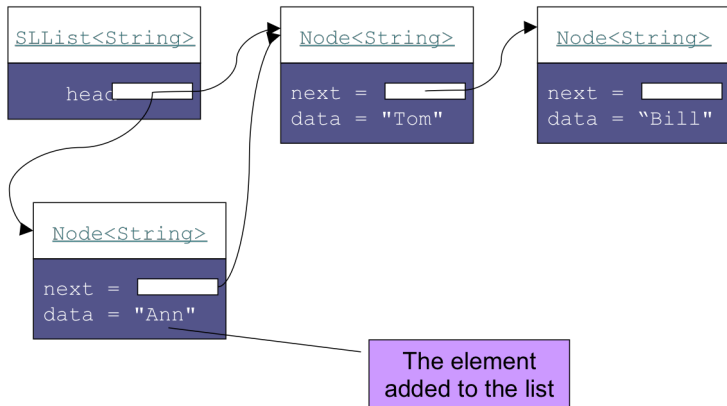 SLList<String>
head
Node<String>
next =
data = "Tom"
Node<String>
next =
data = “Bill"
Node<String>
next =
data = "Ann"
The element
added to the list